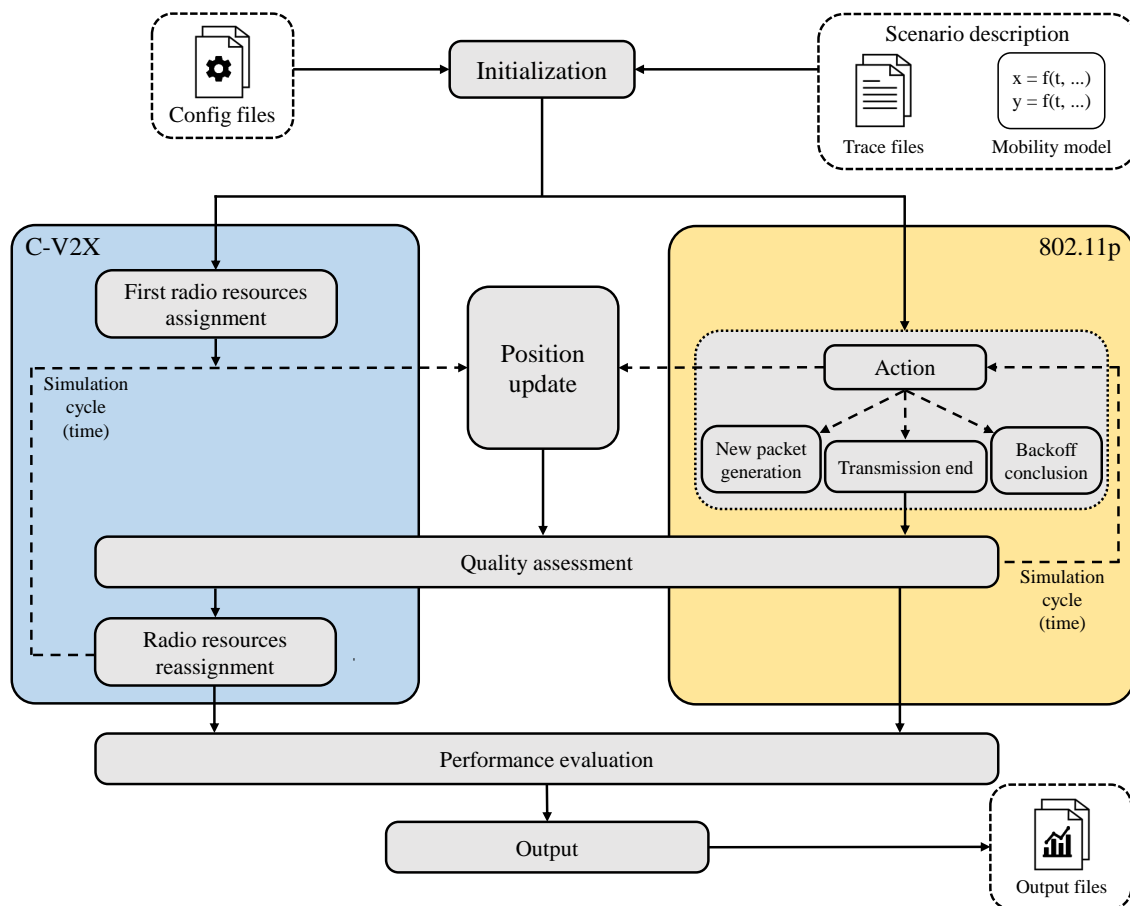 Config files
Initialization
Scenario description
x = f(t, ...)
y = f(t, ...)
Trace files
Mobility model
C-V2X
First radio resources
assignment
Simulation
cycle
(time)
Radio resources
reassignment
Position
update
802.11p
Action
New packet
generation
Transmission end
Backoff
conclusion
Simulation
cycle
(time)
Quality assessment
Performance evaluation
Output
Output files